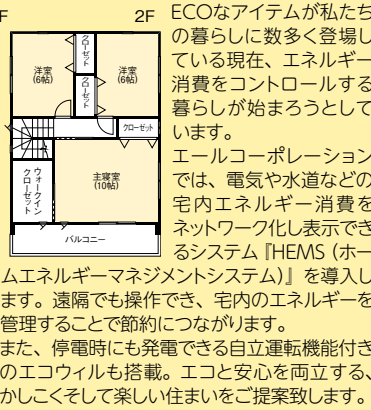 F
2F
洋室
(6帖)
クローゼット
クローゼット
洋室
(6帖)
クローゼット
ウォークイン
クローゼット
主寝室
(10帖)
バルコニー
ECOなアイテムが私たち
の暮らしに数多く登場し
ている現在、エネルギー
消費をコントロールする
暮らしが始まろうとして
います。
エールコーポレーション
では、電気や水道などの
宅内エネルギー消費を
ネットワーク化し表示でき
るシステム『HEMS（ホー
ムエネルギーマネジメントシステム）』を導入し
ます。遠隔でも操作でき、宅内のエネルギーを
管理することで節約につながります。
また、停電時にも発電できる自立運転機能付き
のエコウィルも搭載。エコと安心を両立する、
かしこくそして楽しい住まいをご提案致します。